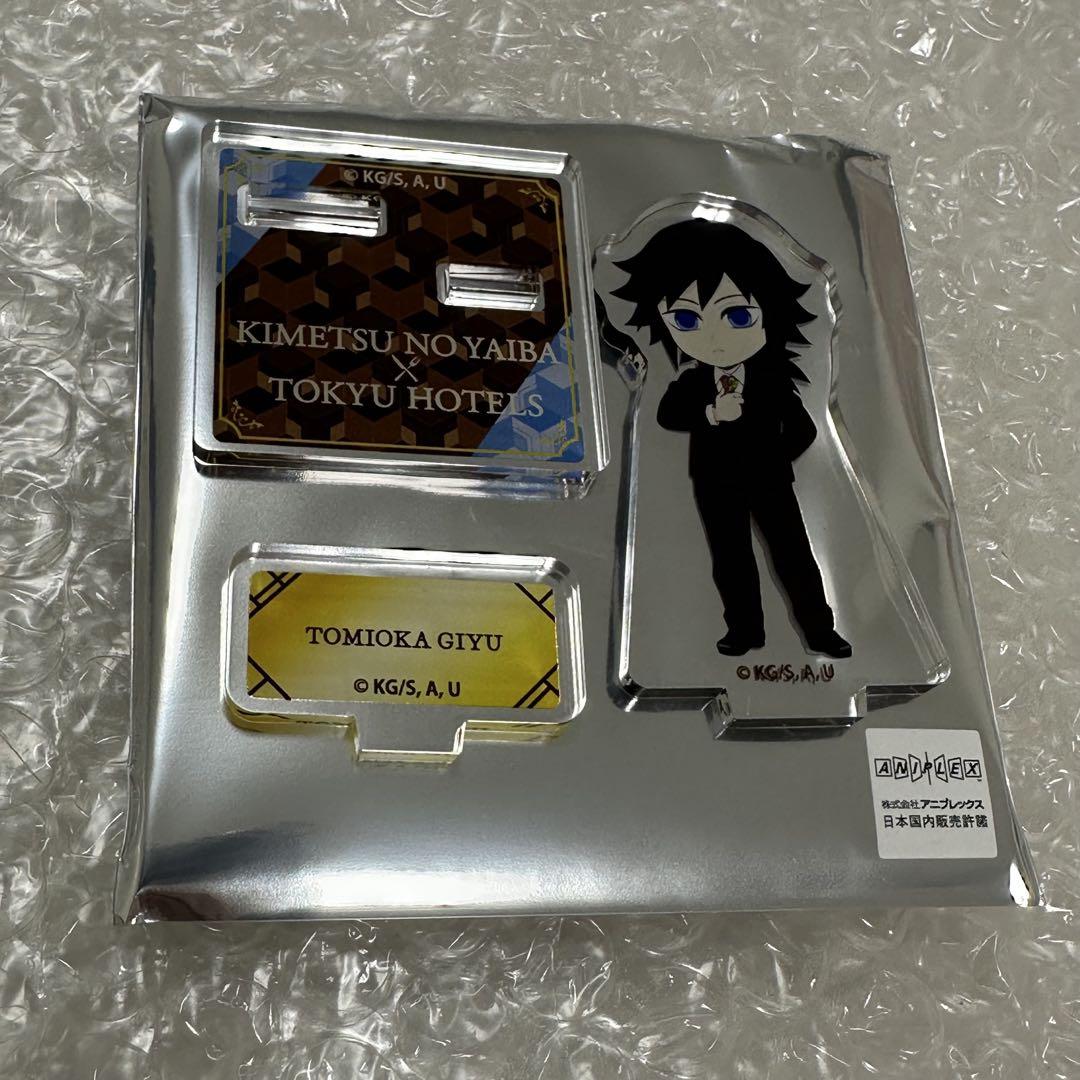 © KG/S, A, U
KIMETSU NO YAIBA
×
TOKYU HOTELS
TOMIOKA GIYU
© KG/S, A, U
© KG/S, A, U
ANIPLEX
株式会社アニプレックス
日本国内販売許諾